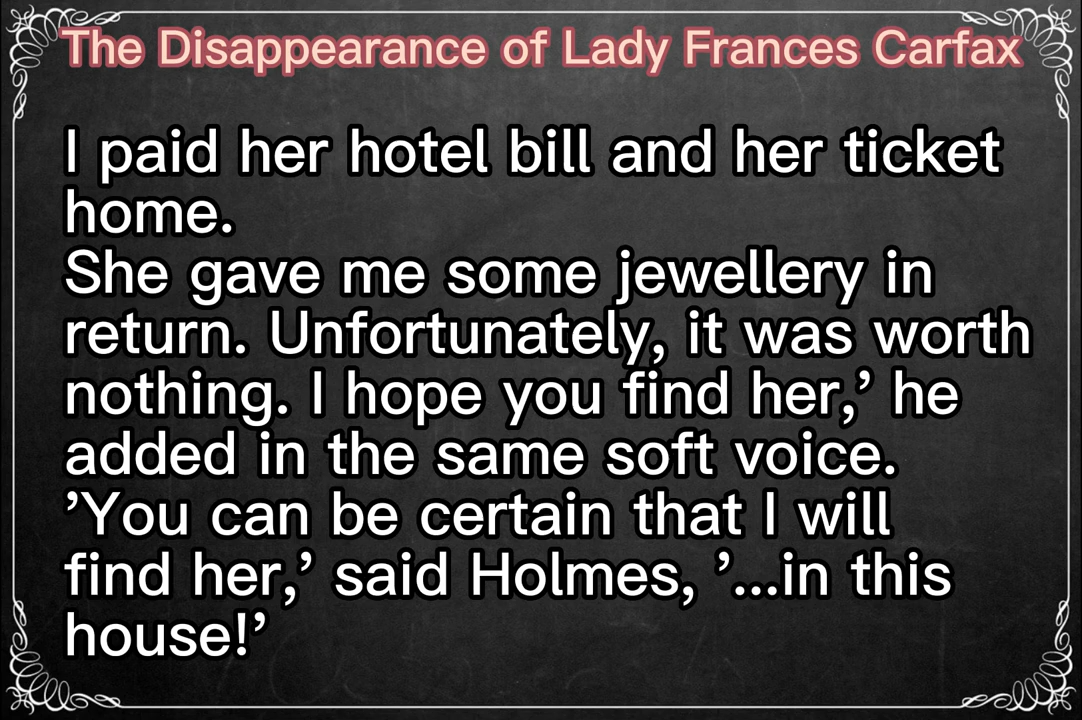 The Disappearance of Lady Frances Carfax
I paid her hotel bill and her ticket
home.
She gave me some jewellery in
return. Unfortunately, it was worth
nothing. I hope you find her,’ he
added in the same soft voice.
’You can be certain that I will
find her,’ said Holmes, ’...in this
house!’